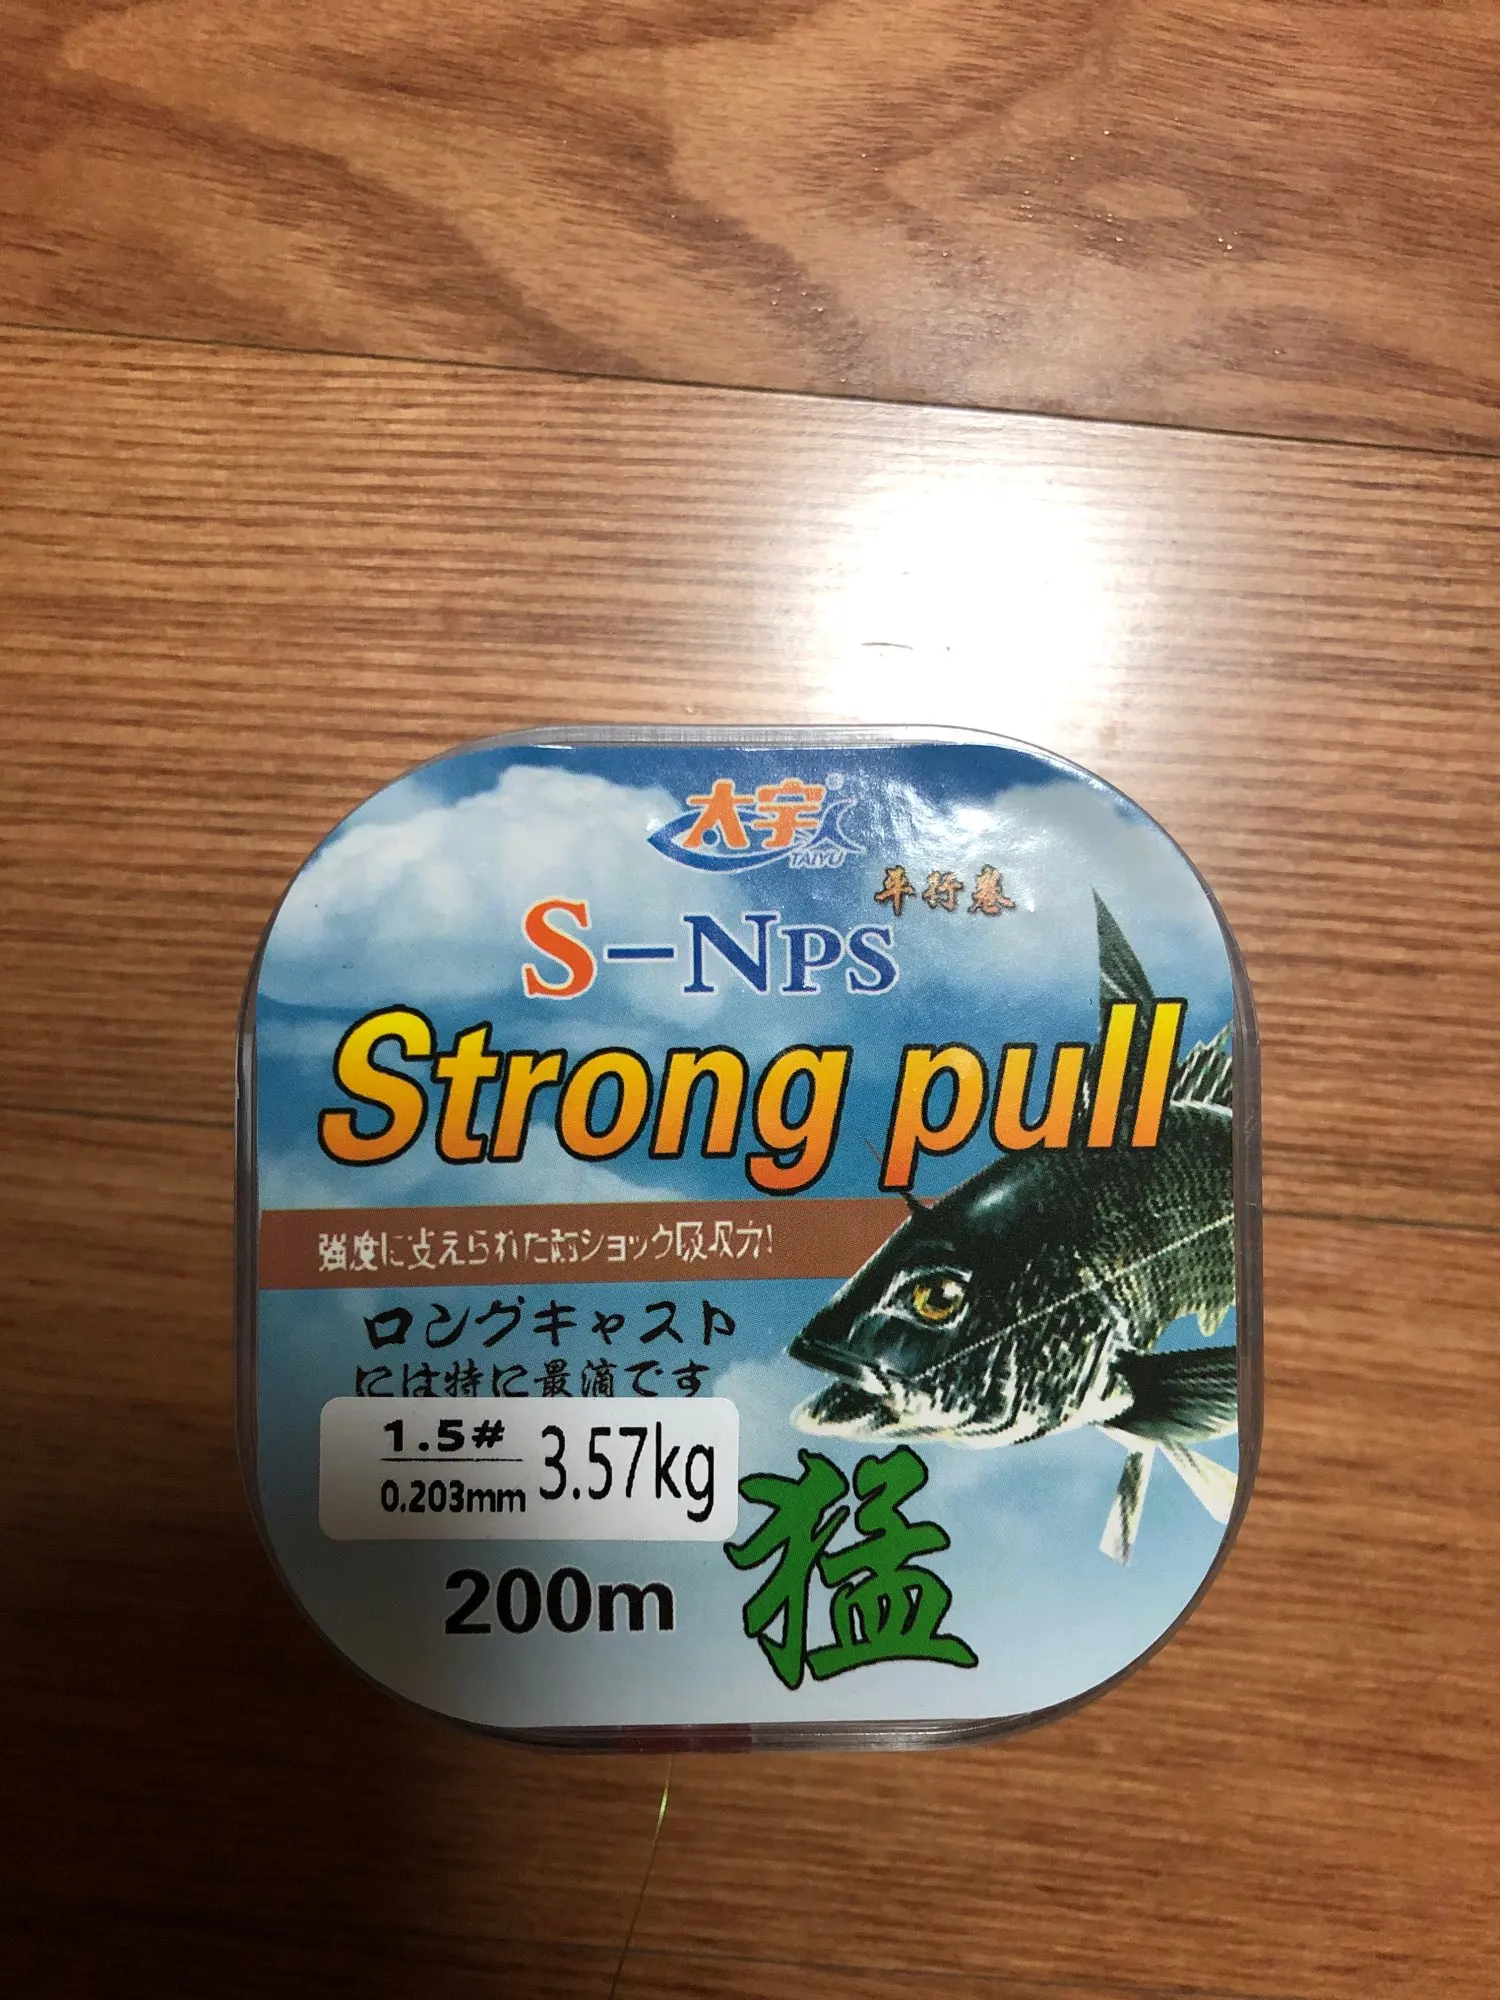 太宇®
TAIYU
平行巻
S-NPS
Strong pull
強度に支えられた耐ショック吸収力!
ロングキャスト
には特に最滴です
1.5#
0.203mm
3.57kg
200m
猛